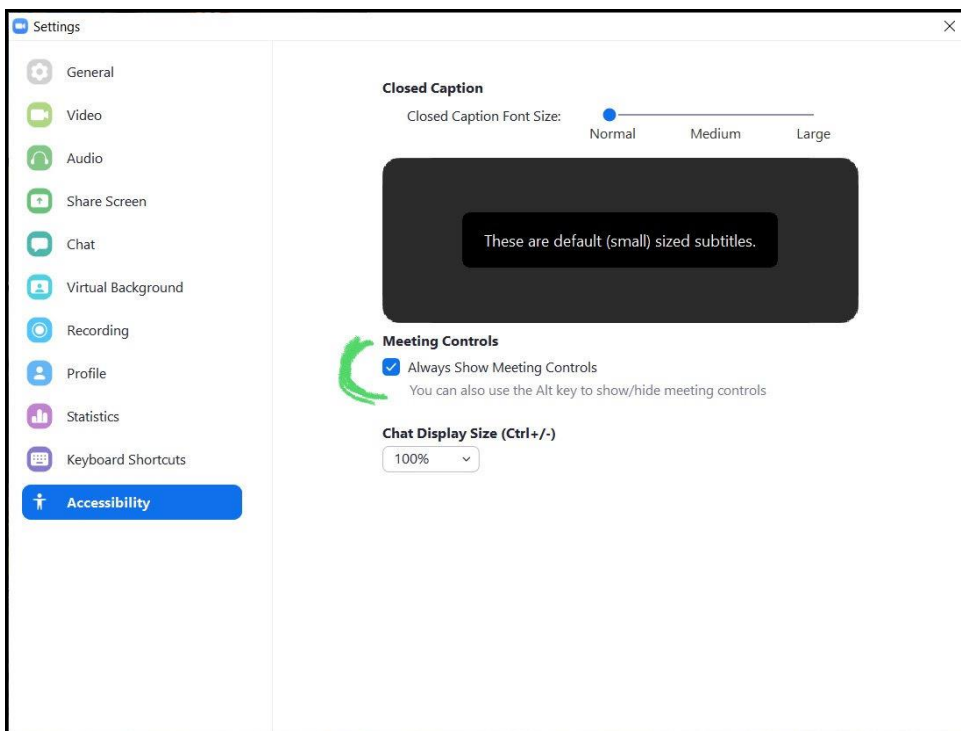 Settings
General
Video
Audio
Share Screen
Chat
Virtual Background
Recording
Profile
Statistics
Keyboard Shortcuts
Accessibility
Closed Caption
Closed Caption Font Size:
Normal Medium Large
These are default (small) sized subtitles.
Meeting Controls
Always Show Meeting Controls
You can also use the Alt key to show/hide meeting controls
Chat Display Size (Ctrl+/-)
100%